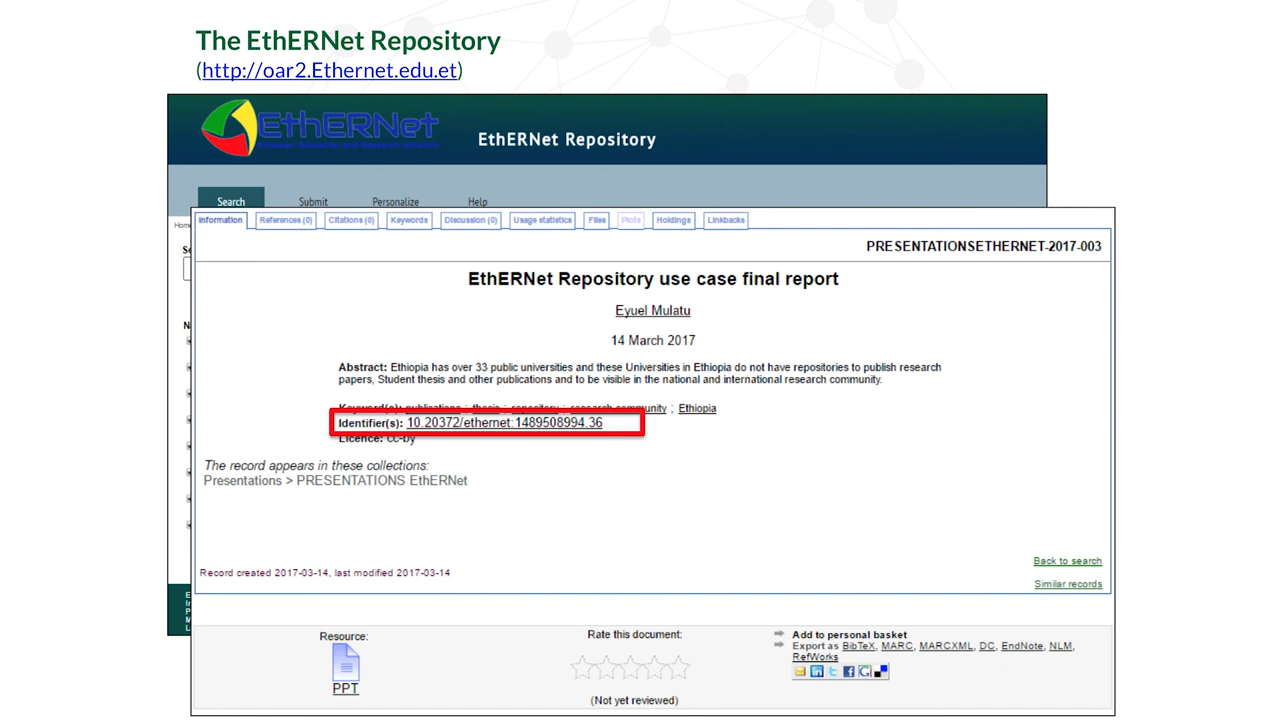 The EthERNet Repository
(http://oar2.Ethernet.edu.et)
EthERNet
EthERNet Repository
Search Submit Personalize Help
Information References (0) Citations (0) Keywords Discussion (0) Usage statistics Files Plots Holdings Linkbacks
PRESENTATIONSETHERNET-2017-003
EthERNet Repository use case final report
Eyuel Mulatu
14 March 2017
Abstract: Ethiopia has over 33 public universities and these Universities in Ethiopia do not have repositories to publish research
papers, Student thesis and other publications and to be visible in the national and international research community.
Keyword(s): publications ; thesis ; repository ; research community ; Ethiopia
Identifier(s): 10.20372/ethernet:1489508994.36
Licence: cc-by
The record appears in these collections:
Presentations > PRESENTATIONS EthERNet
Back to search
Record created 2017-03-14, last modified 2017-03-14
Similar records
Resource:
PPT
Rate this document:
(Not yet reviewed)
Add to personal basket
Export as BibTeX, MARC, MARCXML, DC, EndNote, NLM,
RefWorks